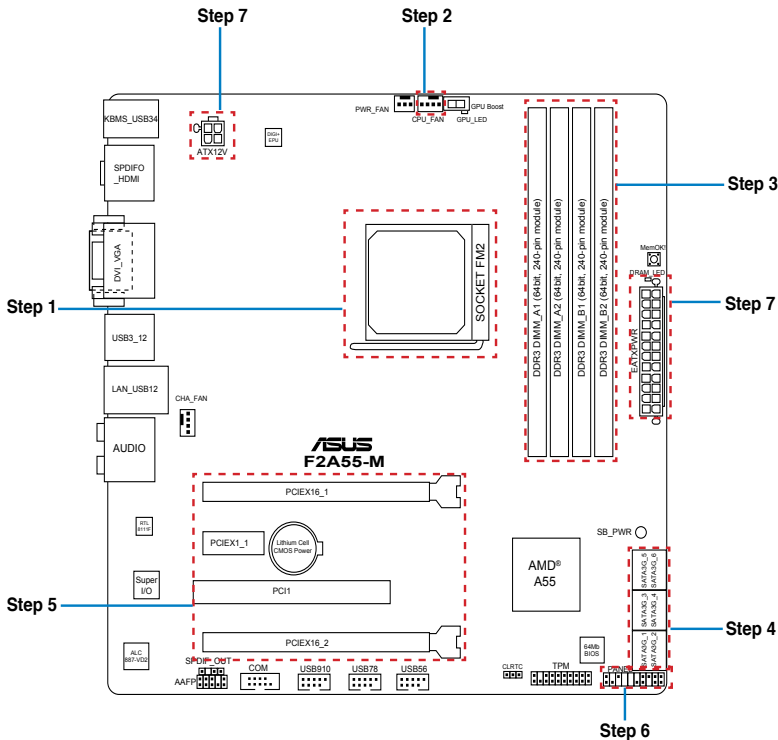 Step 7
Step 2
KBMS_USB34
ATX12V
DIGI+
EPU
PWR_FAN
CPU_FAN
GPU Boost
GPU_LED
SPDIFO
_HDMI
Step 3
DDR3 DIMM_A1 (64bit, 240-pin module)
DDR3 DIMM_A2 (64bit, 240-pin module)
DDR3 DIMM_B1 (64bit, 240-pin module)
DDR3 DIMM_B2 (64bit, 240-pin module)
DVI_VGA
SOCKET FM2
MemOK!
DRAM_LED
Step 1
Step 7
EATXPWR
USB3_12
LAN_USB12
CHA_FAN
AUDIO
ASUS
F2A55-M
PCIEX16_1
RTL
8111F
PCIEX1_1
Lithium Cell
CMOS Power
SB_PWR
AMD®
A55
SATA3G_5
SATA3G_6
Super
I/O
PCI1
Step 5
SATA3G_3
SATA3G_4
Step 4
SATA3G_1
SATA3G_2
PCIEX16_2
ALC
887-VD2
64Mb
BIOS
SPDIF_OUT
AAFP
COM
USB910
USB78
USB56
CLRTC
TPM
PANEL
Step 6